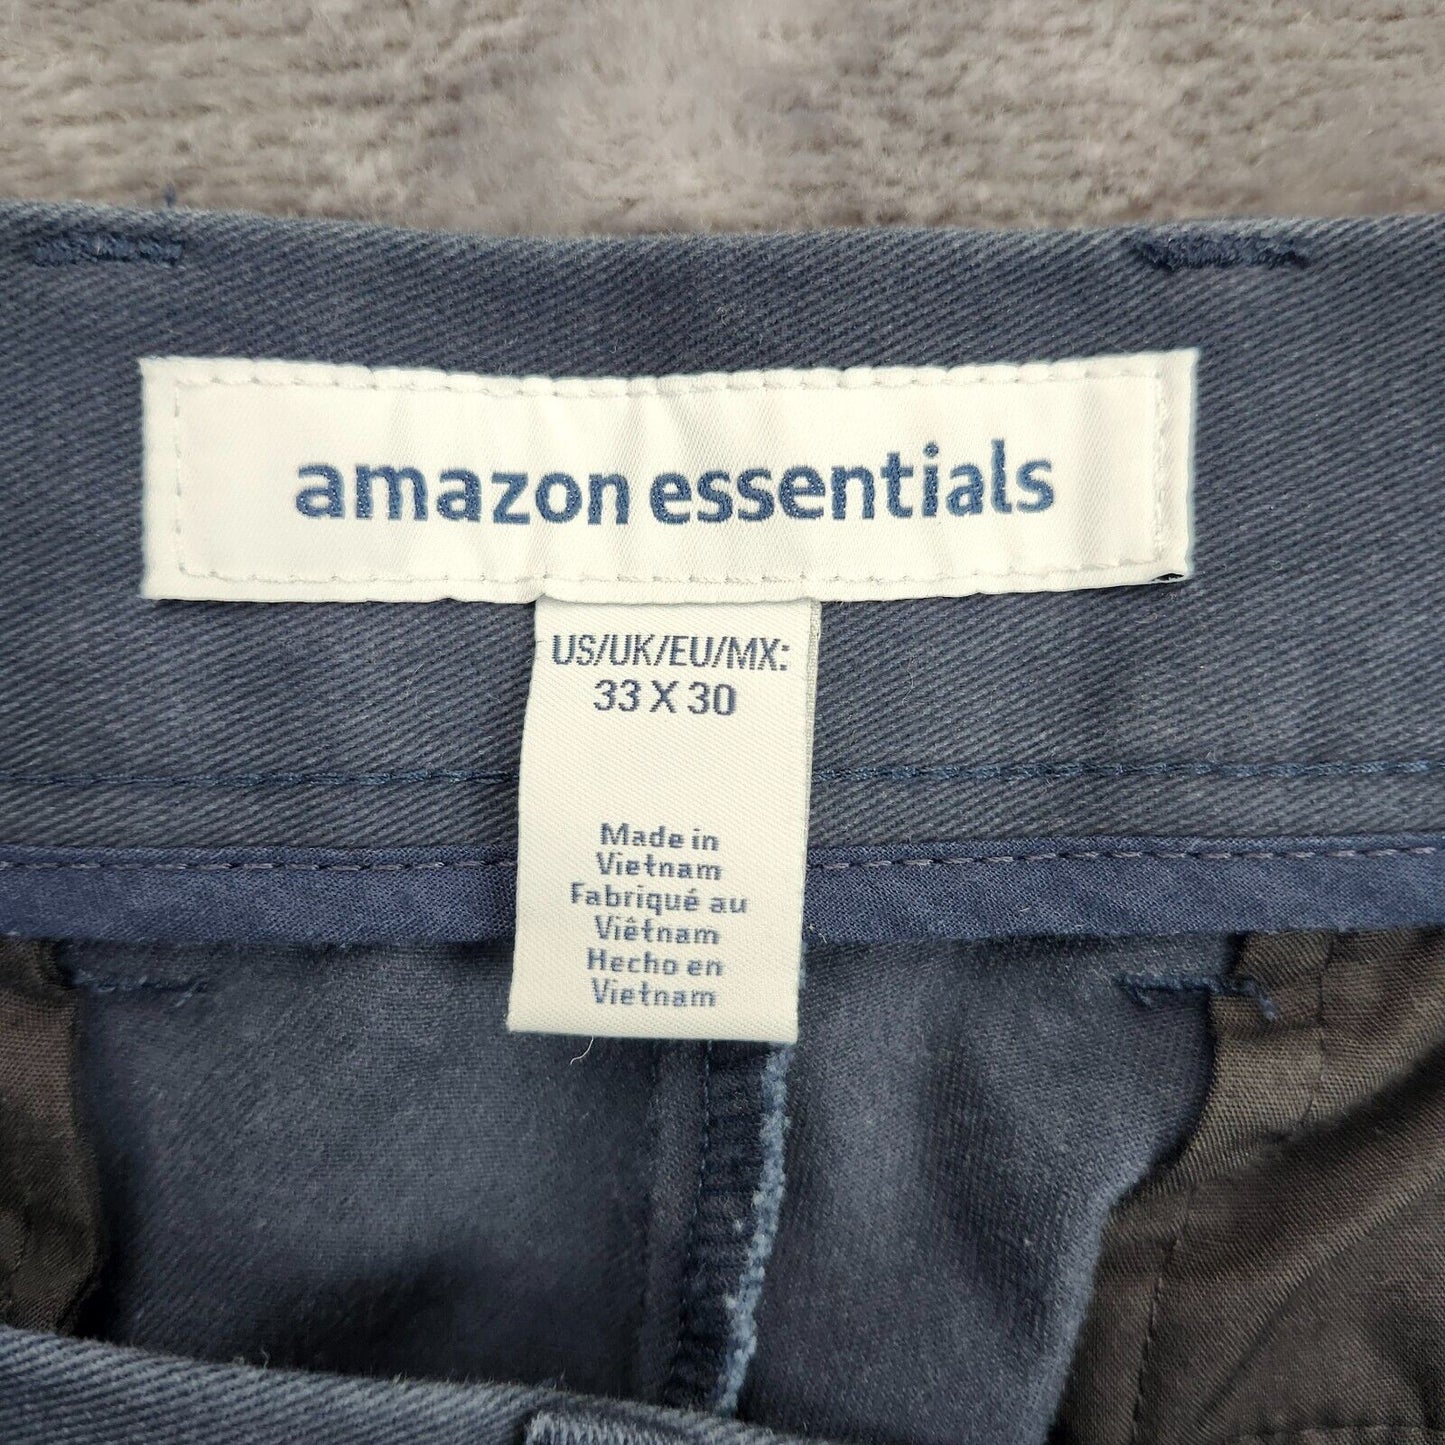 amazon essentials
US/UK/EU/MX:
33 X 30
Made in
Vietnam
Fabriqué au
Viêtnam
Hecho en
Vietnam